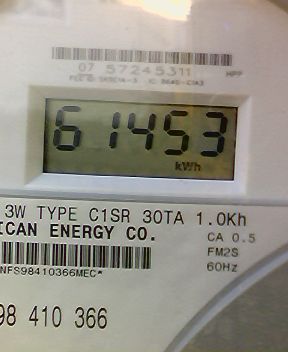 07 57245311 HPP
61453
kWh
3W TYPE C1SR 30TA 1.0Kh
ICAN ENERGY CO.
CA 0.5
FM2S
60Hz
NFS98410366MEC*
98 410 366